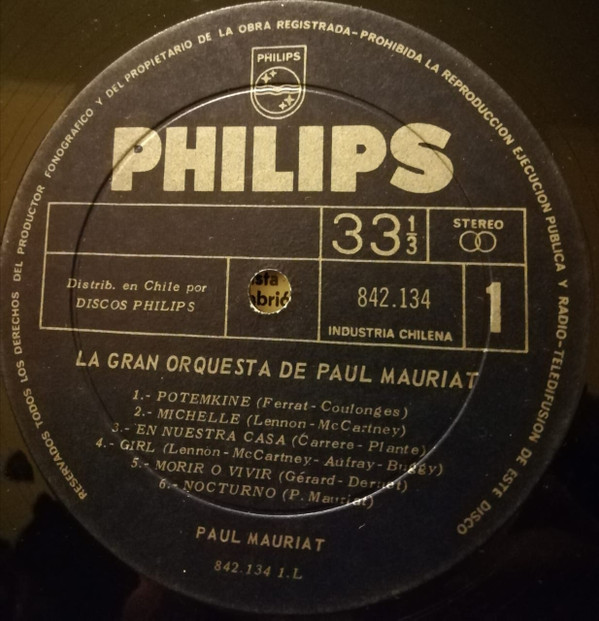 RESERVADOS TODOS LOS DERECHOS DEL PRODUCTOR FONOGRAFICO Y DEL PROPIETARIO DE LA OBRA REGISTRADA-PROHIBIDA LA REPRODUCCION EJECUCION PUBLICA Y RADIO-TELEDIFUSION DE ESTE DISCO
PHILIPS
PHILIPS
33 1/3
STEREO
Distrib. en Chile por
DISCOS PHILIPS
842.134
INDUSTRIA CHILENA
1
LA GRAN ORQUESTA DE PAUL MAURIAT
1.- POTEMKINE (Ferrat-Coulonges)
2.- MICHELLE (Lennon-McCartney)
3.- EN NUESTRA CASA (Carrere-Plante)
4.- GIRL (Lennon-McCartney-Aufray-Buggy)
5.- MORIR O VIVIR (Gérard-Deruet)
6.- NOCTURNO (P. Mauriat)
PAUL MAURIAT
842.134 1.L